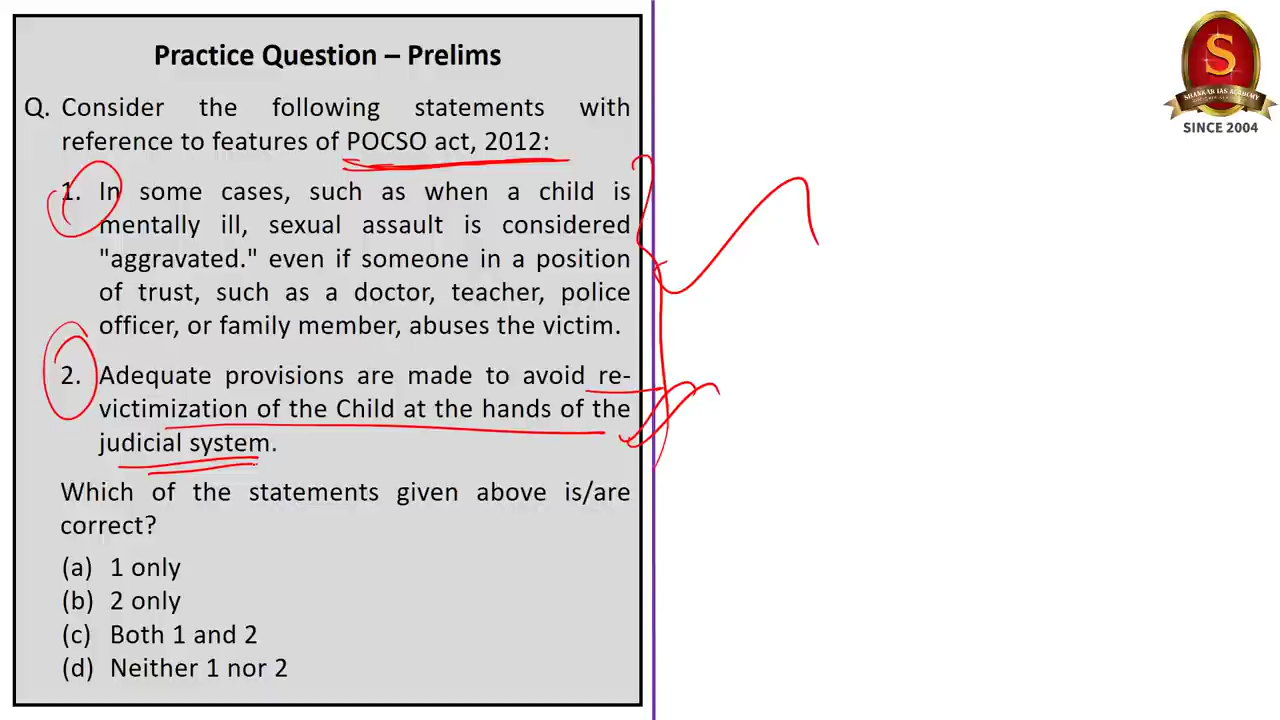 Practice Question – Prelims
Q. Consider the following statements with
reference to features of POCSO act, 2012:
1. In some cases, such as when a child is
mentally ill, sexual assault is considered
"aggravated." even if someone in a position
of trust, such as a doctor, teacher, police
officer, or family member, abuses the victim.
2. Adequate provisions are made to avoid re-
victimization of the Child at the hands of the
judicial system.
Which of the statements given above is/are
correct?
(a) 1 only
(b) 2 only
(c) Both 1 and 2
(d) Neither 1 nor 2
S
SHANKAR IAS ACADEMY
SINCE 2004